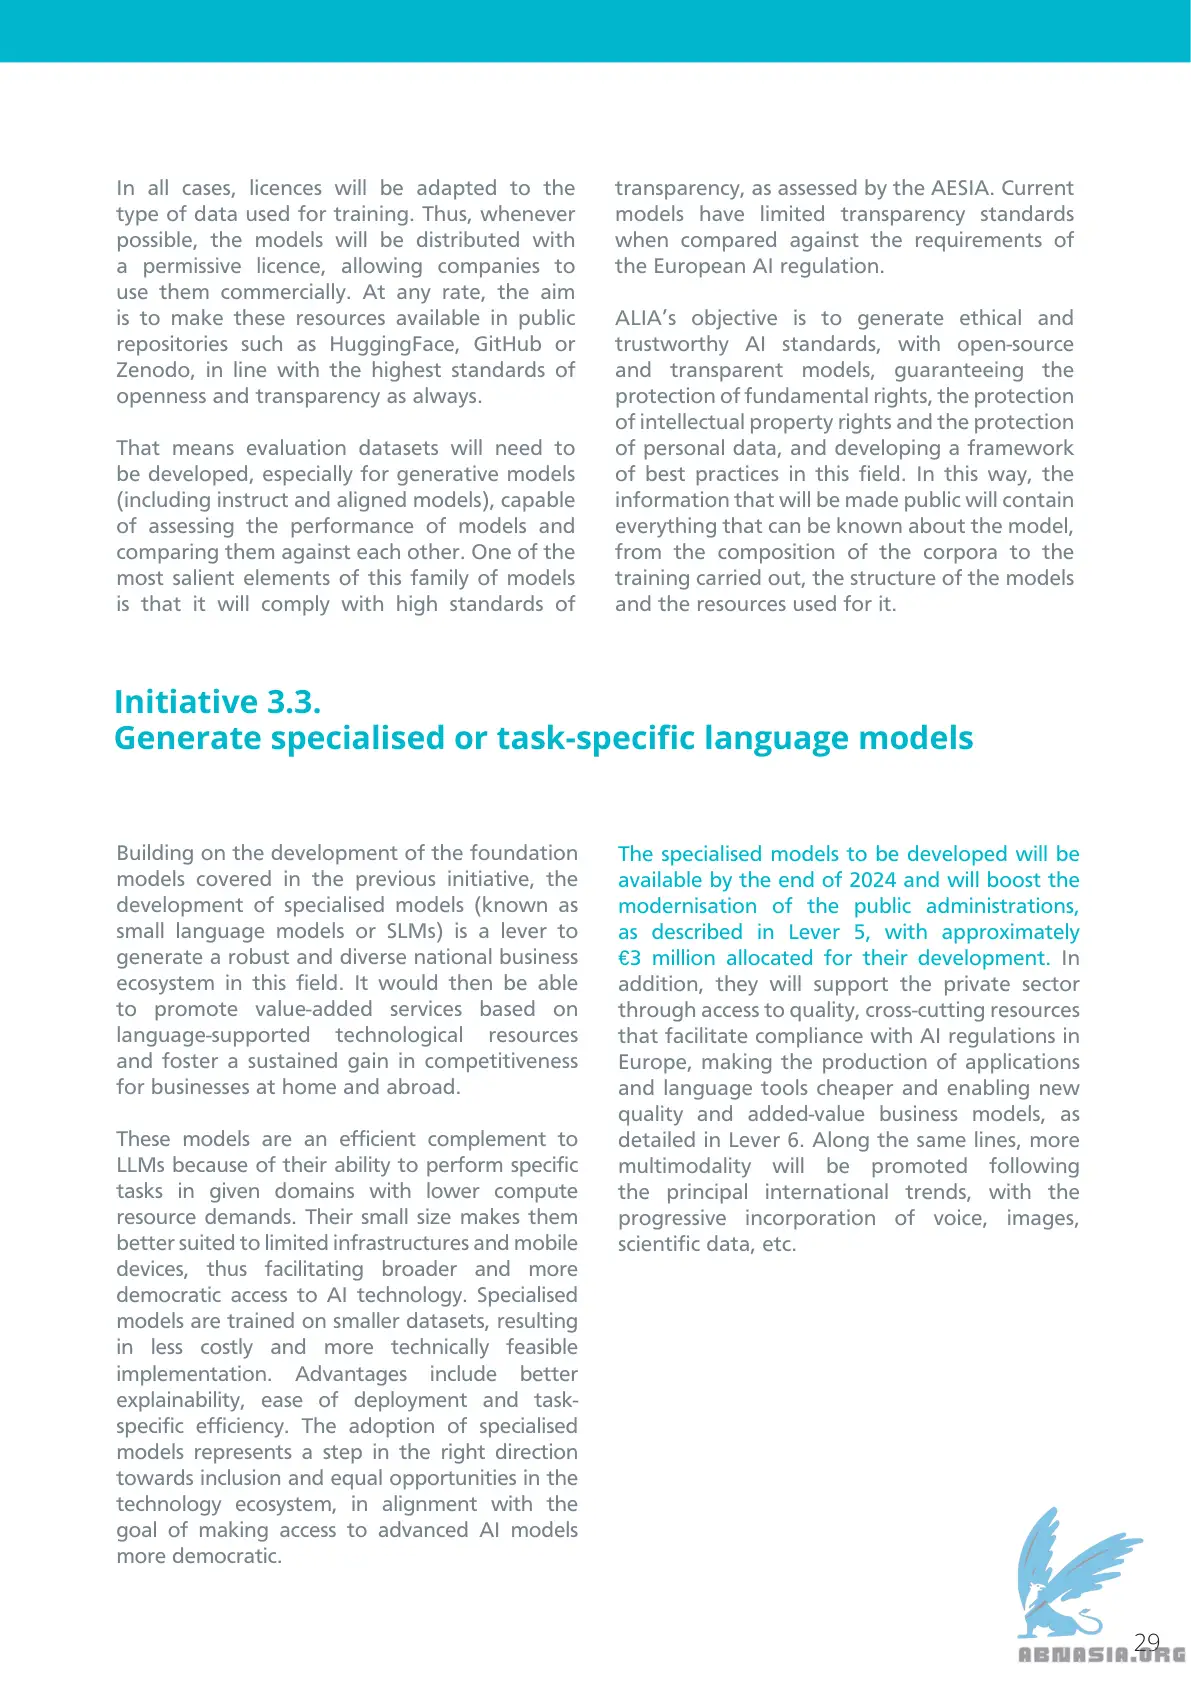 In all cases, licences will be adapted to the
type of data used for training. Thus, whenever
possible, the models will be distributed with
a permissive licence, allowing companies to
use them commercially. At any rate, the aim
is to make these resources available in public
repositories such as HuggingFace, GitHub or
Zenodo, in line with the highest standards of
openness and transparency as always.
That means evaluation datasets will need to
be developed, especially for generative models
(including instruct and aligned models), capable
of assessing the performance of models and
comparing them against each other. One of the
most salient elements of this family of models
is that it will comply with high standards of
transparency, as assessed by the AESIA. Current
models have limited transparency standards
when compared against the requirements of
the European AI regulation.
ALIA’s objective is to generate ethical and
trustworthy AI standards, with open-source
and transparent models, guaranteeing the
protection of fundamental rights, the protection
of intellectual property rights and the protection
of personal data, and developing a framework
of best practices in this field. In this way, the
information that will be made public will contain
everything that can be known about the model,
from the composition of the corpora to the
training carried out, the structure of the models
and the resources used for it.
Initiative 3.3.
Generate specialised or task-specific language models
Building on the development of the foundation
models covered in the previous initiative, the
development of specialised models (known as
small language models or SLMs) is a lever to
generate a robust and diverse national business
ecosystem in this field. It would then be able
to promote value-added services based on
language-supported technological resources
and foster a sustained gain in competitiveness
for businesses at home and abroad.
These models are an efficient complement to
LLMs because of their ability to perform specific
tasks in given domains with lower compute
resource demands. Their small size makes them
better suited to limited infrastructures and mobile
devices, thus facilitating broader and more
democratic access to AI technology. Specialised
models are trained on smaller datasets, resulting
in less costly and more technically feasible
implementation. Advantages include better
explainability, ease of deployment and task-
specific efficiency. The adoption of specialised
models represents a step in the right direction
towards inclusion and equal opportunities in the
technology ecosystem, in alignment with the
goal of making access to advanced AI models
more democratic.
The specialised models to be developed will be
available by the end of 2024 and will boost the
modernisation of the public administrations,
as described in Lever 5, with approximately
€3 million allocated for their development. In
addition, they will support the private sector
through access to quality, cross-cutting resources
that facilitate compliance with AI regulations in
Europe, making the production of applications
and language tools cheaper and enabling new
quality and added-value business models, as
detailed in Lever 6. Along the same lines, more
multimodality will be promoted following
the principal international trends, with the
progressive incorporation of voice, images,
scientific data, etc.
29
ABNASIA.ORG